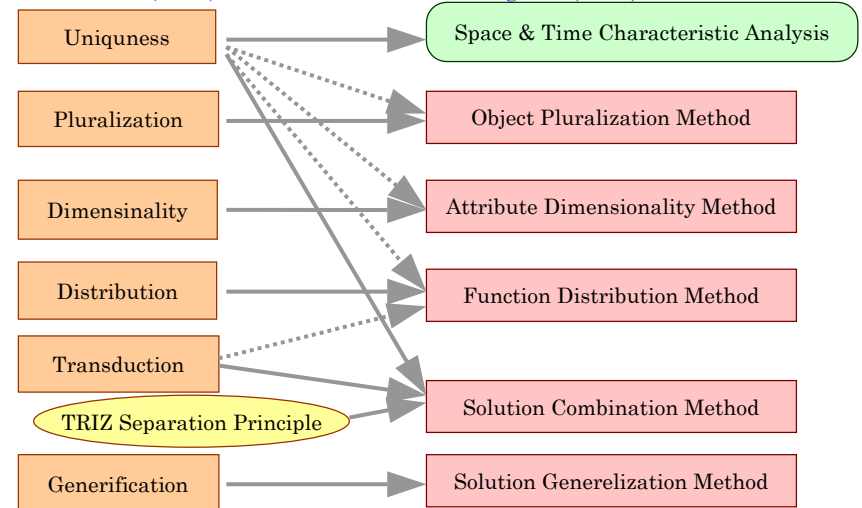 Uniquness
Space & Time Characteristic Analysis
Pluralization
Object Pluralization Method
Dimensinality
Attribute Dimensionality Method
Distribution
Function Distribution Method
Transduction
TRIZ Separation Principle
Solution Combination Method
Generification
Solution Generelization Method